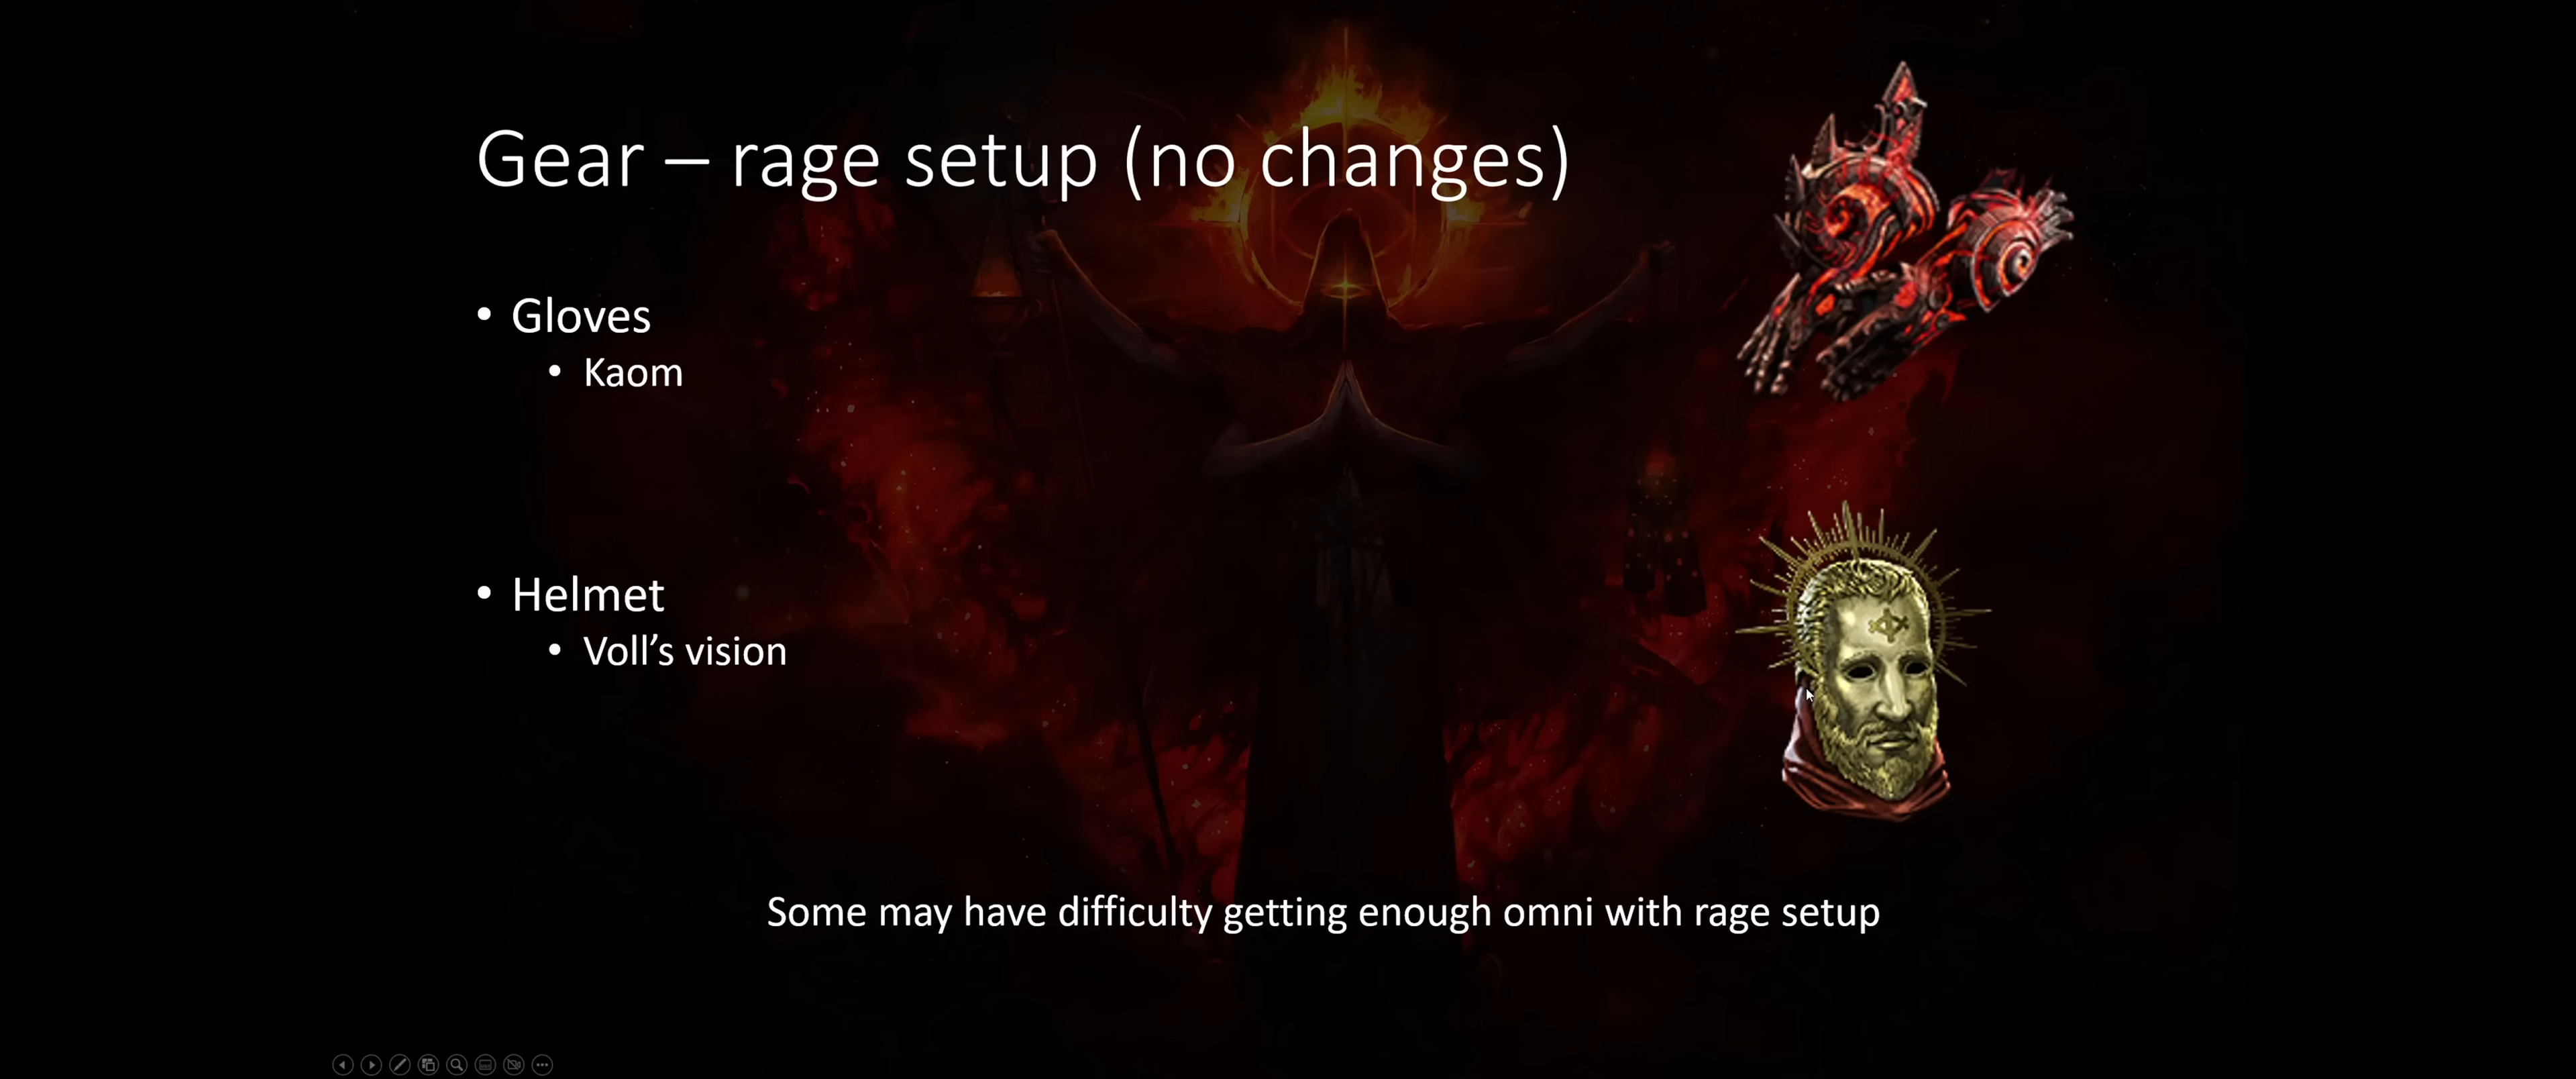 Gear – rage setup (no changes)
• Gloves
• Kaom
• Helmet
• Voll’s vision
Some may have difficulty getting enough omni with rage setup